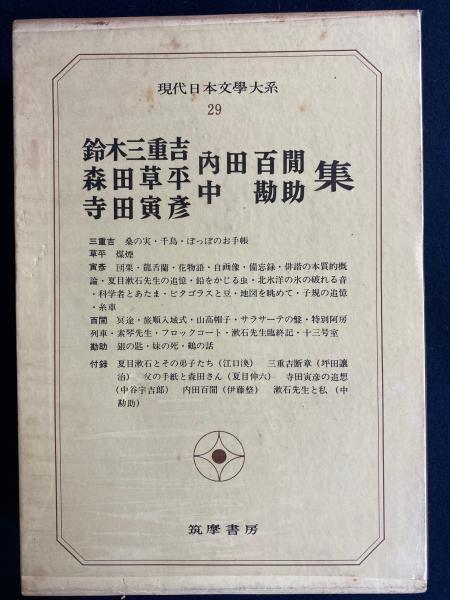 現代日本文學大系
29
鈴木三重吉
森田草平
寺田寅彦
内田百閒
中勘助
集
三重吉 桑の実・千鳥・ぽっぽのお手帳
草平 煤煙
寅彦 団栗・龍舌蘭・花物語・自画像・備忘録・俳諧の本質的概
論・夏目漱石先生の追憶・鉛をかじる虫・北氷洋の氷の破れる音
・科学者とあたま・ピタゴラスと豆・地図を眺めて・子規の追憶
・糸車
百閒 冥途・旅順入城式・山高帽子・サラサーテの盤・特別阿房
列車・素琴先生・フロックコート・漱石先生臨終記・十三号室
勘助 銀の匙・妹の死・鶴の話
付録 夏目漱石とその弟子たち（江口渙） 三重吉断章（坪田譲
治） 父の手紙と森田さん（夏目伸六） 寺田寅彦の追想
（中谷宇吉郎） 内田百閒（伊藤整） 漱石先生と私（中
勘助）
筑摩書房